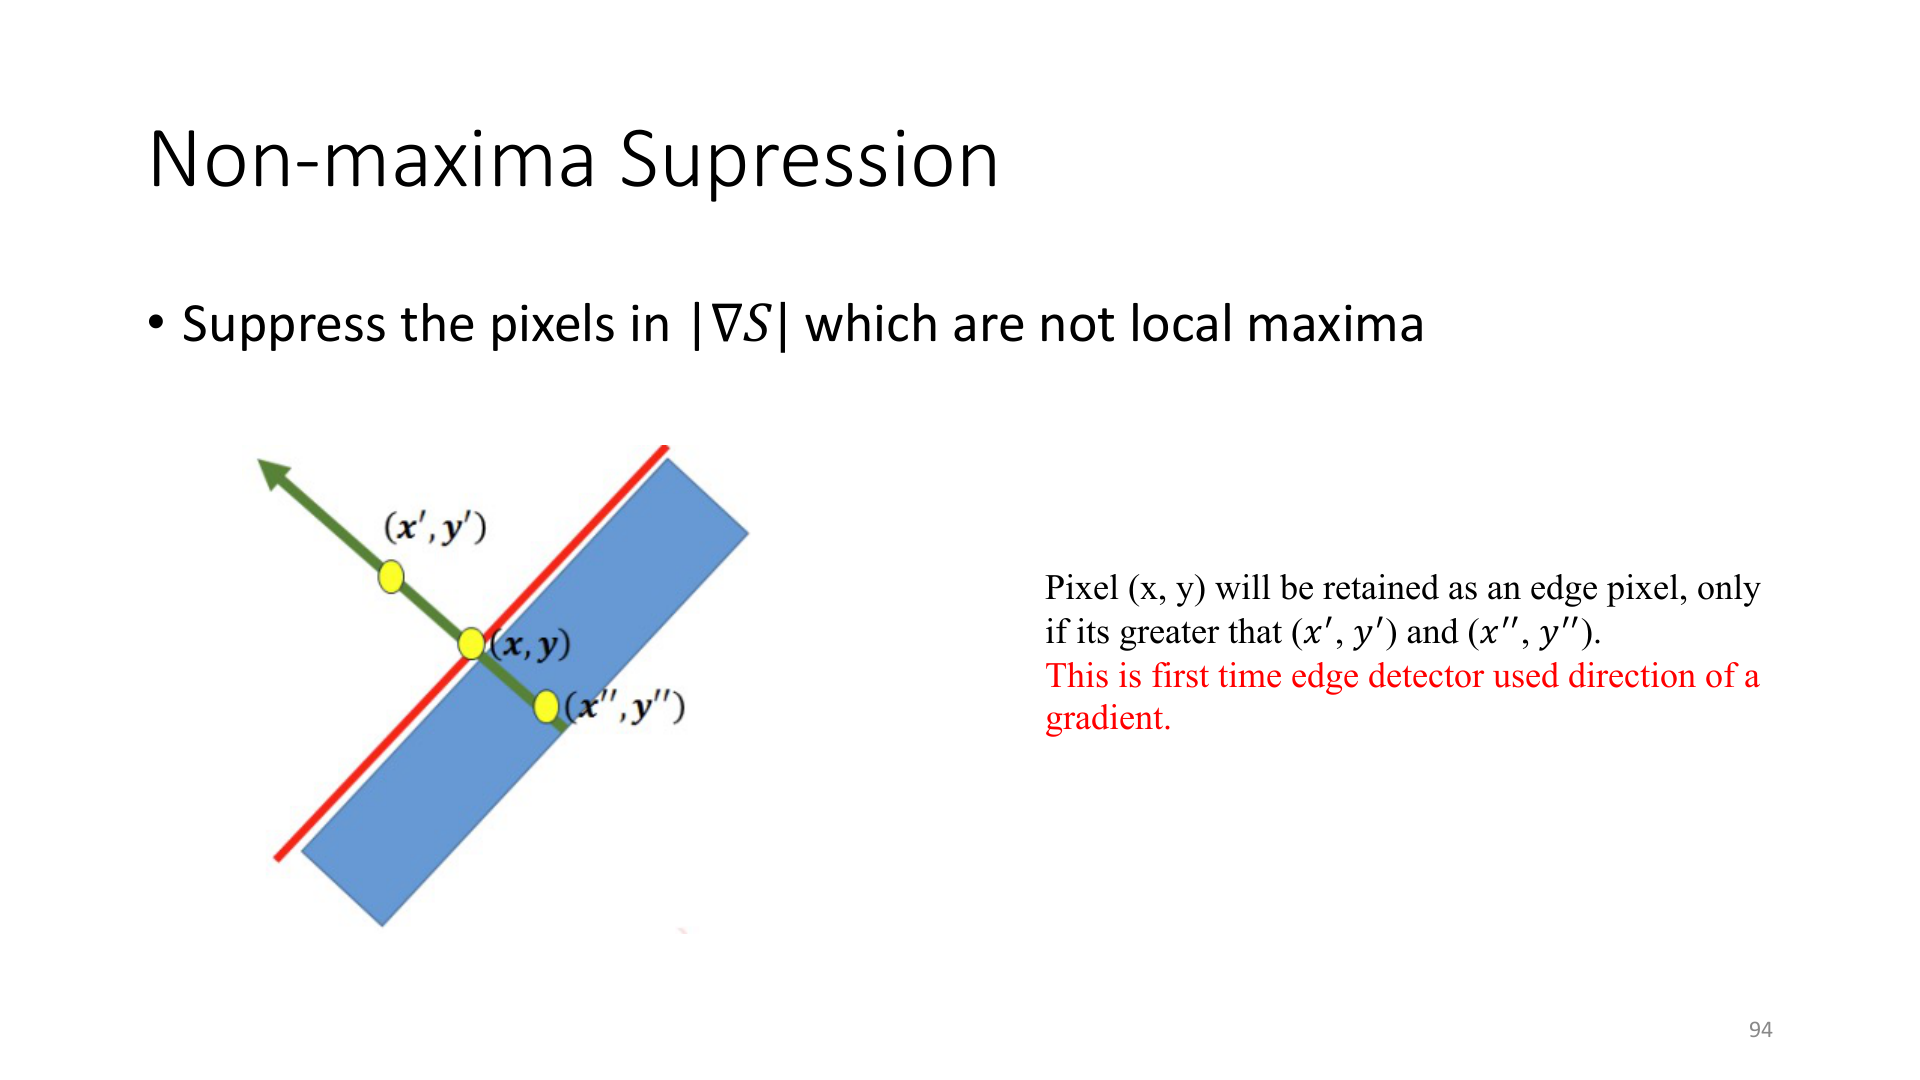 Non-maxima Supression
• Suppress the pixels in |∇S| which are not local maxima
(x′, y′)
(x, y)
(x′′, y′′)
Pixel (x, y) will be retained as an edge pixel, only
if its greater that (x′, y′) and (x′′, y′′).
This is first time edge detector used direction of a
gradient.
94